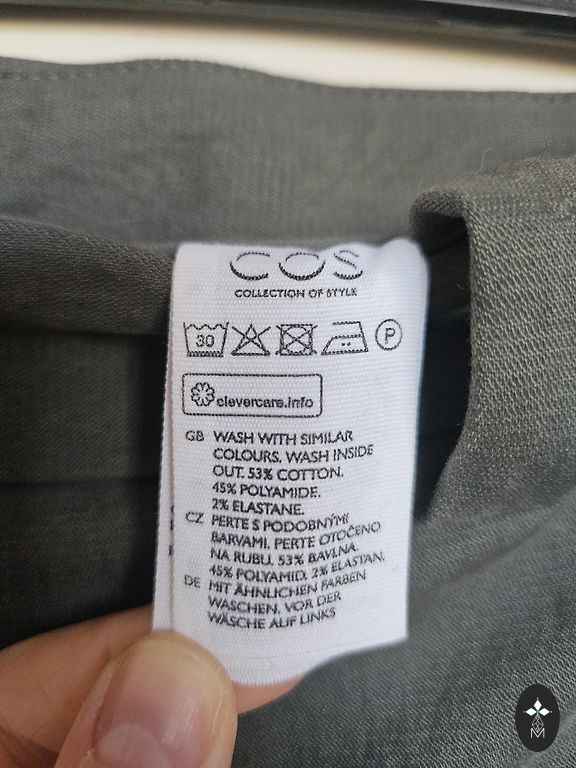 COS
COLLECTION OF STYLE
30
P
clevercare.info
GB WASH WITH SIMILAR
COLOURS. WASH INSIDE
OUT. 53% COTTON.
45% POLYAMIDE.
2% ELASTANE.
CZ PERTE S PODOBNÝMI
BARVAMI. PERTE OTOČENO
NA RUBU. 53% BAVLNA.
45% POLYAMID. 2% ELASTAN.
DE MIT ÄHNLICHEN FARBEN
WASCHEN. VOR DER
WÄSCHE AUF LINKS
M